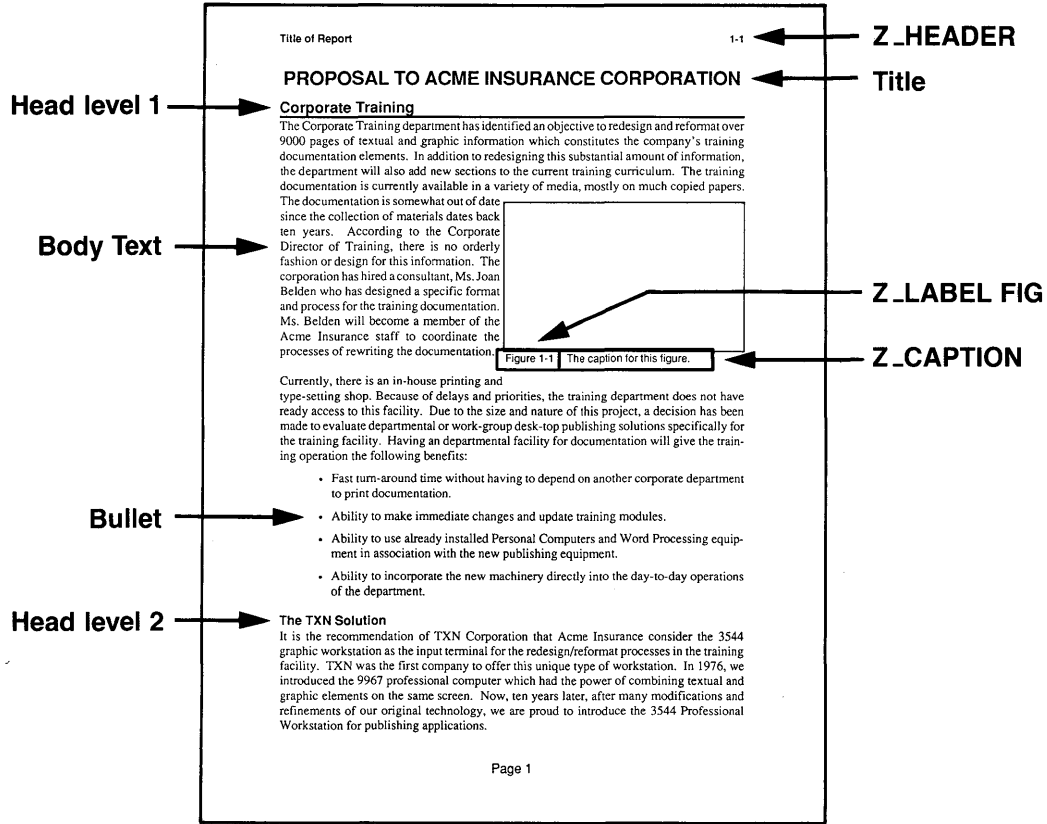 Title of Report 1-1
Z_HEADER
PROPOSAL TO ACME INSURANCE CORPORATION
Title
Head level 1
Corporate Training
The Corporate Training department has identified an objective to redesign and reformat over
9000 pages of textual and graphic information which constitutes the company's training
documentation elements. In addition to redesigning this substantial amount of information,
the department will also add new sections to the current training curriculum. The training
documentation is currently available in a variety of media, mostly on much copied papers.
The documentation is somewhat out of date
since the collection of materials dates back
ten years. According to the Corporate
Body Text
Director of Training, there is no orderly
fashion or design for this information. The
corporation has hired a consultant, Ms. Joan
Belden who has designed a specific format
and process for the training documentation.
Ms. Belden will become a member of the
Acme Insurance staff to coordinate the
processes of rewriting the documentation.
Z_LABEL FIG
Figure 1-1 The caption for this figure.
Z_CAPTION
Currently, there is an in-house printing and
type-setting shop. Because of delays and priorities, the training department does not have
ready access to this facility. Due to the size and nature of this project, a decision has been
made to evaluate departmental or work-group desk-top publishing solutions specifically for
the training facility. Having an departmental facility for documentation will give the train-
ing operation the following benefits:
• Fast turn-around time without having to depend on another corporate department
to print documentation.
Bullet
• Ability to make immediate changes and update training modules.
• Ability to use already installed Personal Computers and Word Processing equip-
ment in association with the new publishing equipment.
• Ability to incorporate the new machinery directly into the day-to-day operations
of the department.
Head level 2
The TXN Solution
It is the recommendation of TXN Corporation that Acme Insurance consider the 3544
graphic workstation as the input terminal for the redesign/reformat processes in the training
facility. TXN was the first company to offer this unique type of workstation. In 1976, we
introduced the 9967 professional computer which had the power of combining textual and
graphic elements on the same screen. Now, ten years later, after many modifications and
refinements of our original technology, we are proud to introduce the 3544 Professional
Workstation for publishing applications.
Page 1